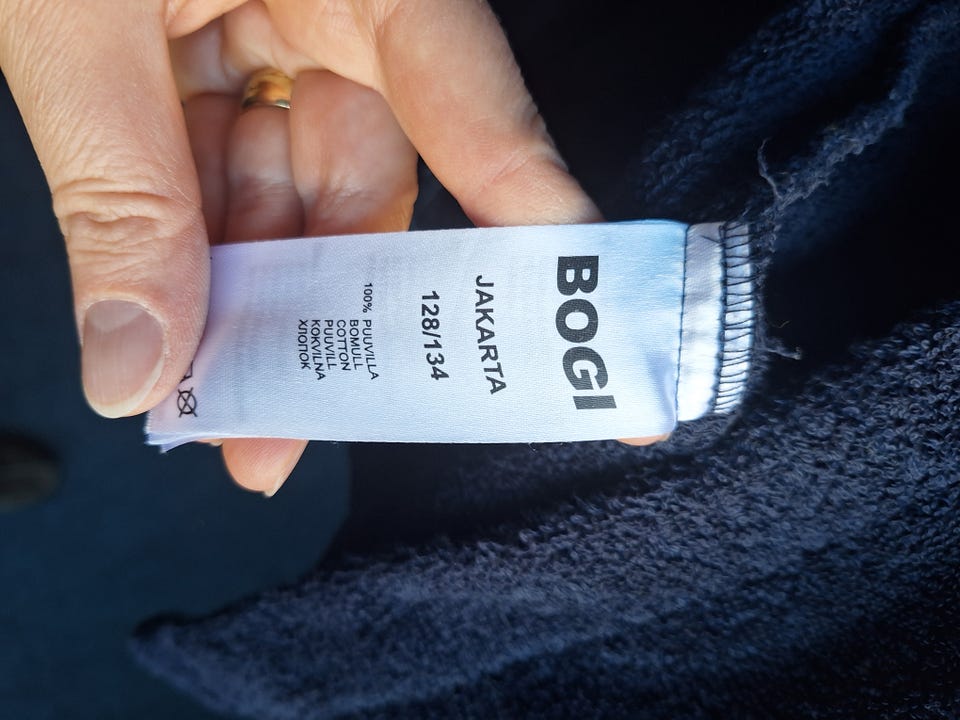 BOGI
JAKARTA
128/134
100% PUUVILLA
BOMULL
COTTON
PUUVILL
KOKVILNA
ХЛОПОК